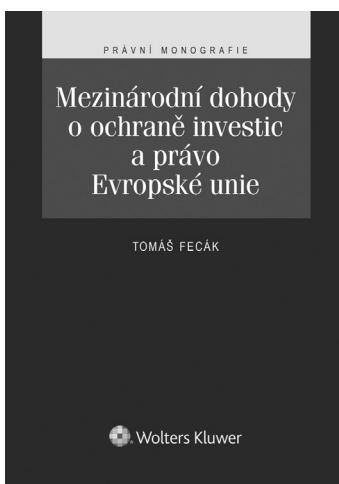 PRÁVNÍ MONOGRAFIE
Mezinárodní dohody
o ochraně investic
a právo
Evropské unie
TOMÁŠ FECÁK
Wolters Kluwer